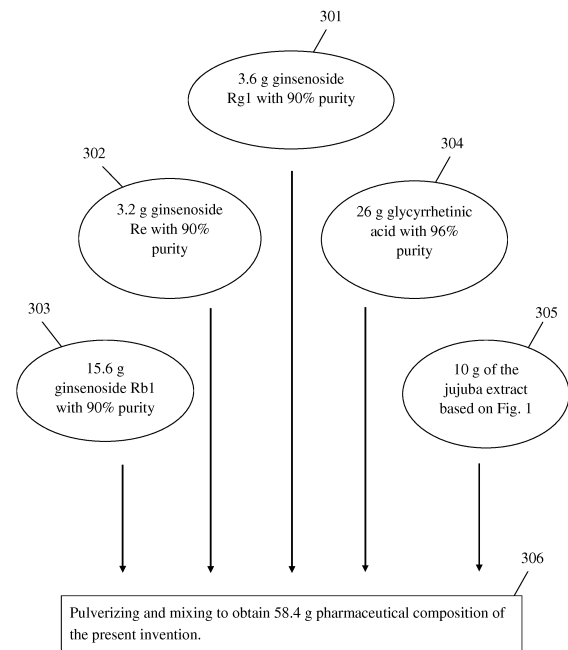 301
3.6 g ginsenoside
Rg1 with 90% purity
302
3.2 g ginsenoside
Re with 90%
purity
304
26 g glycyrrhetinic
acid with 96%
purity
303
15.6 g
ginsenoside Rb1
with 90% purity
305
10 g of the
jujuba extract
based on Fig. 1
306
Pulverizing and mixing to obtain 58.4 g pharmaceutical composition of
the present invention.